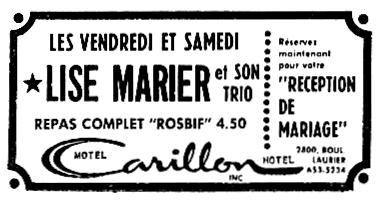 LES VENDREDI ET SAMEDI
★LISE MARIER et SON TRIO
REPAS COMPLET "ROSBIF" 4.50
Réservez
maintenant
pour votre
"RECEPTION
DE
MARIAGE"
MOTEL Carillon HOTEL
INC
2800, BOUL.
LAURIER
653-5234